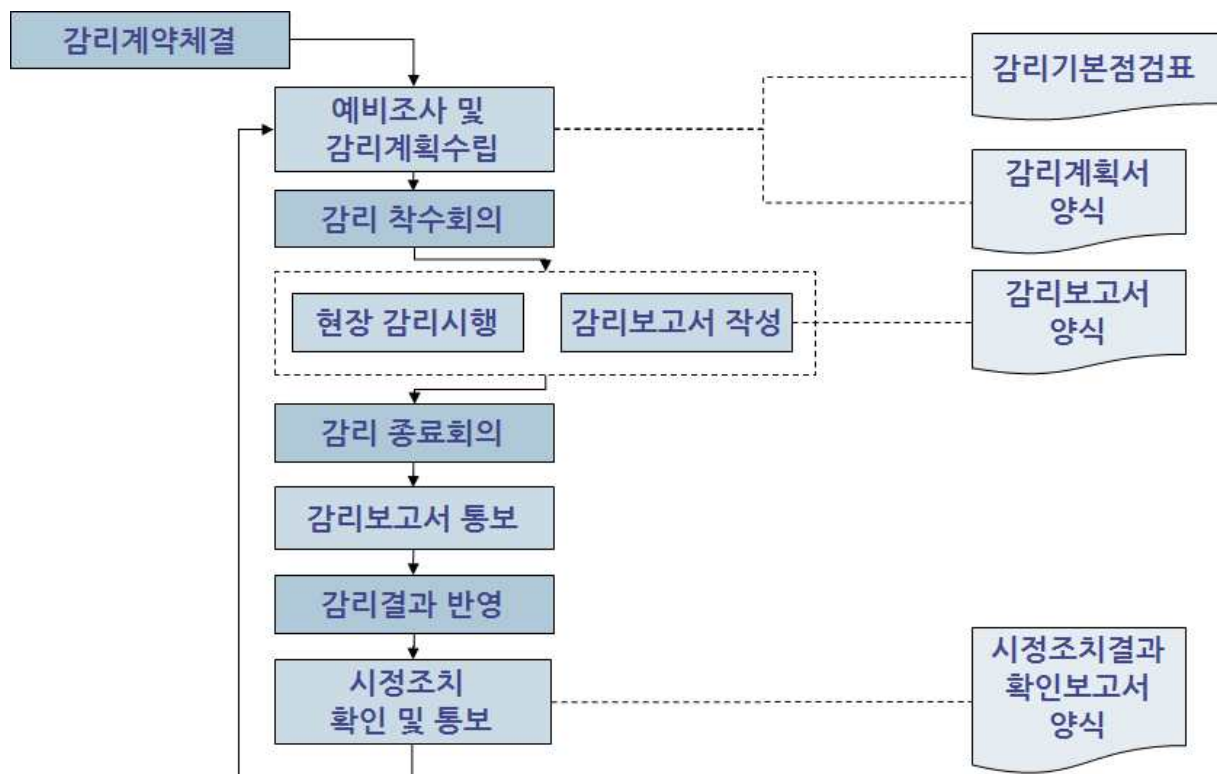 감리계약체결
감리기본점검표
예비조사 및
감리계획수립
감리계획서
양식
감리 착수회의
현장 감리시행
감리보고서 작성
감리보고서
양식
감리 종료회의
감리보고서 통보
감리결과 반영
시정조치
확인 및 통보
시정조치결과
확인보고서
양식